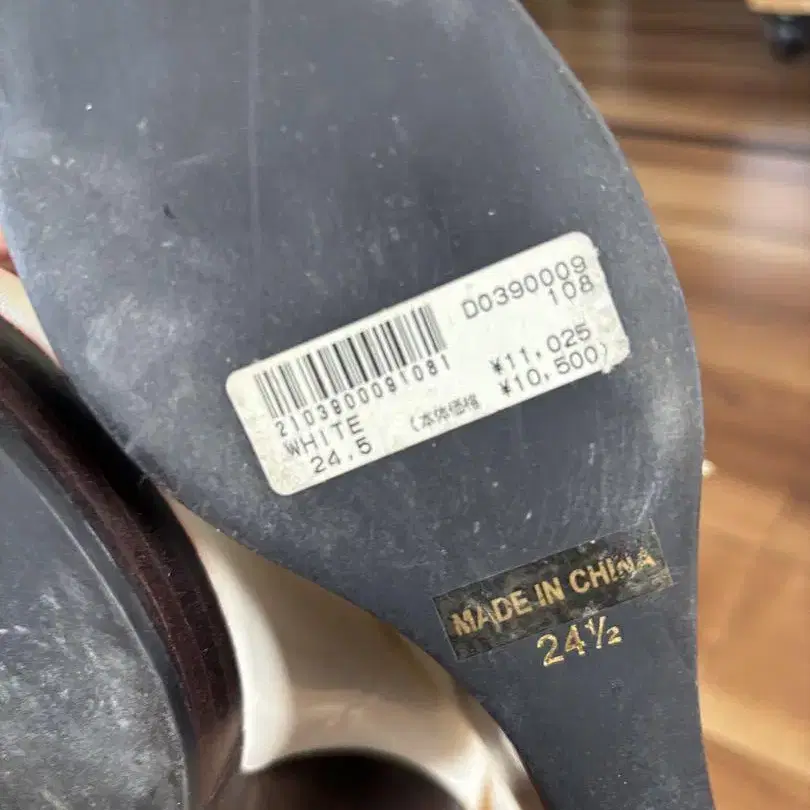 D0390009
108
2103900091081
WHITE
24.5
¥11,025
(本体価格 ¥10,500)
MADE IN CHINA
24½